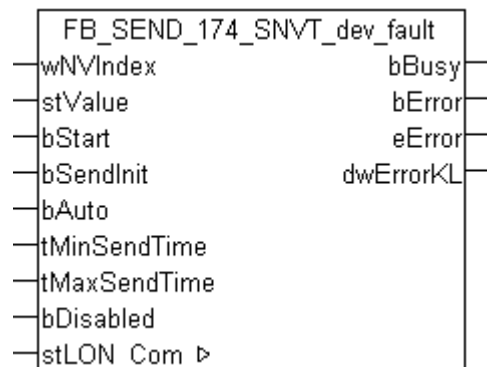 FB_SEND_174_SNVT_dev_fault
wNVIndex bBusy
stValue bError
bStart eError
bSendInit dwErrorKL
bAuto
tMinSendTime
tMaxSendTime
bDisabled
stLON_Com ▷